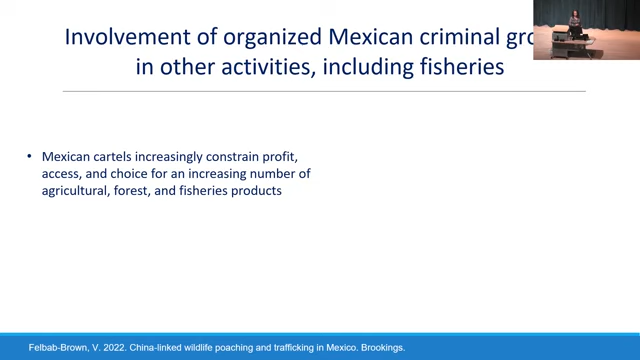 Involvement of organized Mexican criminal
in other activities, including fisheries
• Mexican cartels increasingly constrain profit,
access, and choice for an increasing number of
agricultural, forest, and fisheries products
Felbab-Brown, V. 2022. China-linked wildlife poaching and trafficking in Mexico. Brookings.